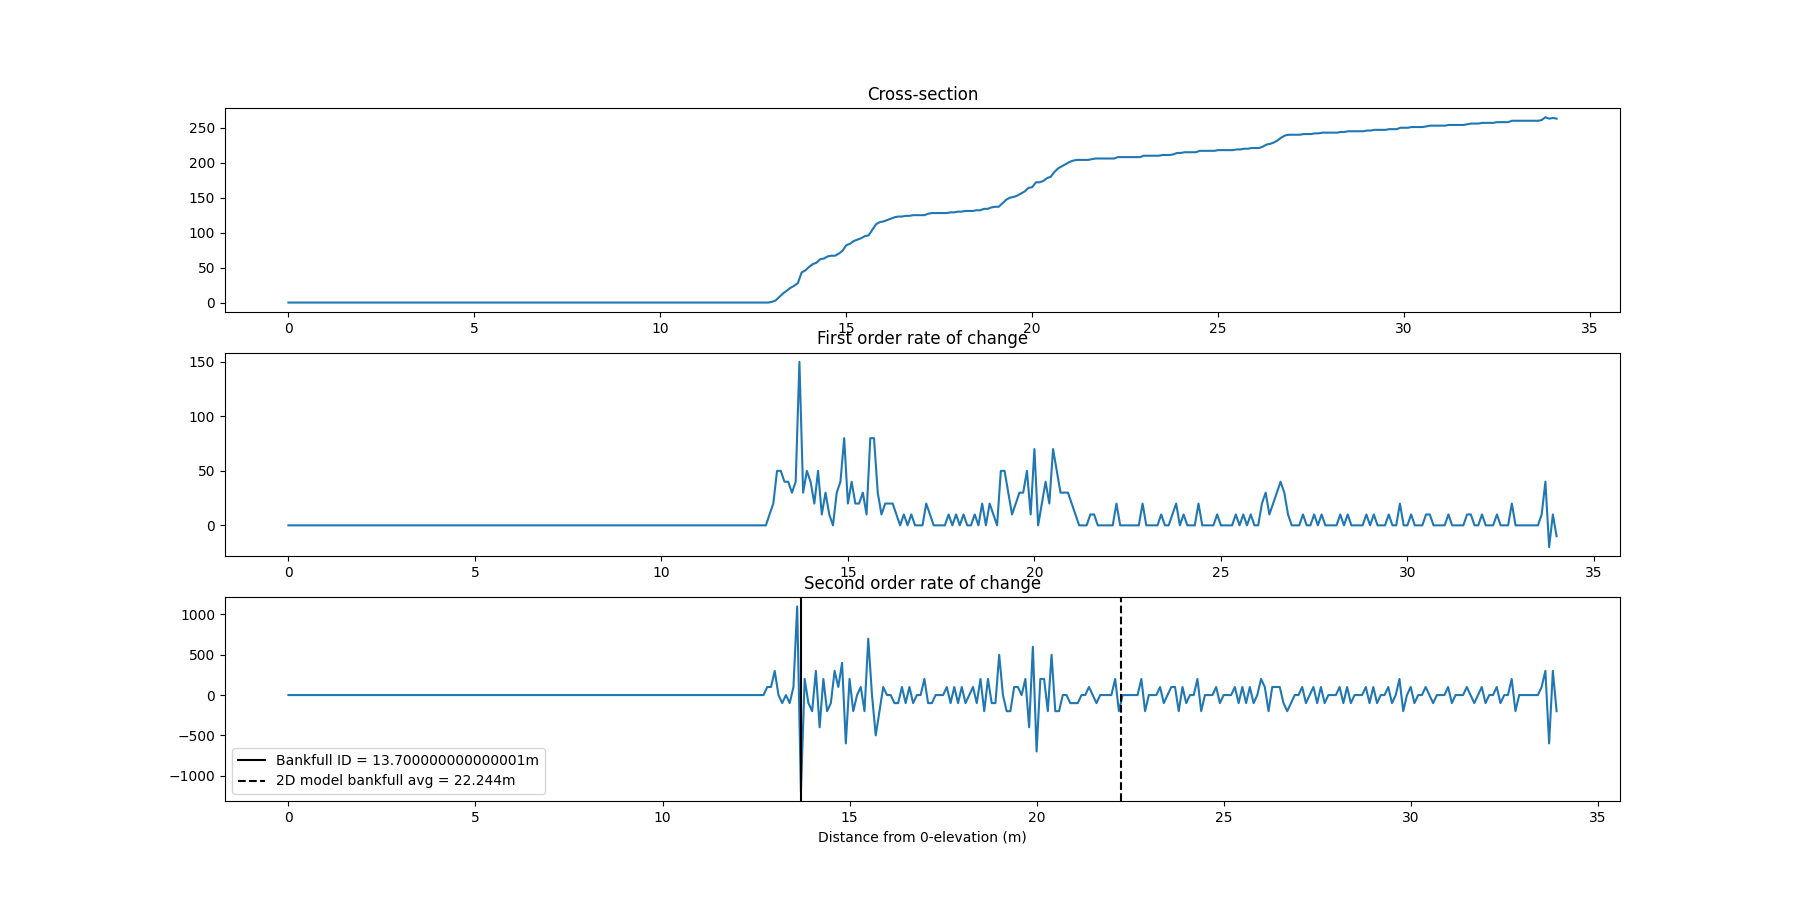 Cross-section
250
200
150
100
50
0
0 5 10 15 20 25 30 35
First order rate of change
150
100
50
0
0 5 10 15 20 25 30 35
Second order rate of change
1000
500
0
−500
−1000
Bankfull ID = 13.700000000000001m
2D model bankfull avg = 22.244m
0 5 10 15 20 25 30 35
Distance from 0-elevation (m)